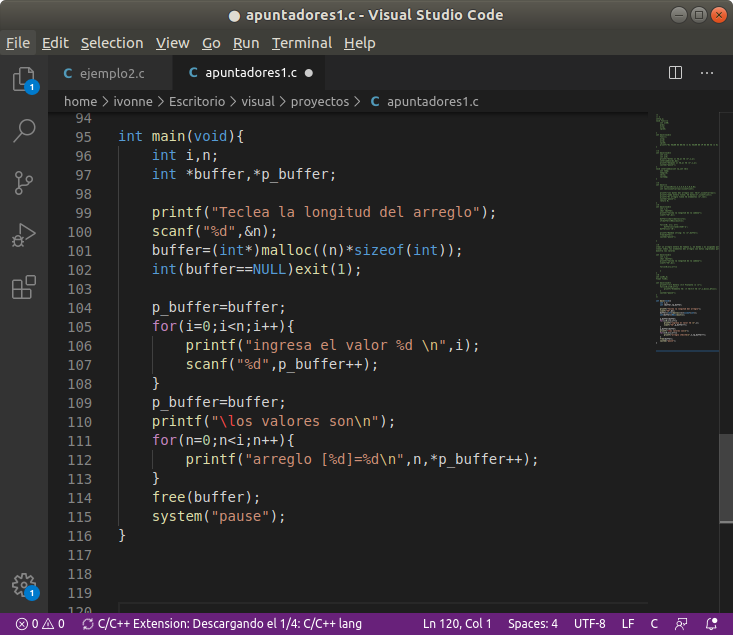 ● apuntadores1.c - Visual Studio Code
File Edit Selection View Go Run Terminal Help
C ejemplo2.c C apuntadores1.c ●
home > ivonne > Escritorio > visual > proyectos > C apuntadores1.c
94
95 int main(void){
96     int i,n;
97     int *buffer,*p_buffer;
98
99     printf("Teclea la longitud del arreglo");
100     scanf("%d",&n);
101     buffer=(int*)malloc((n)*sizeof(int));
102     int(buffer==NULL)exit(1);
103
104     p_buffer=buffer;
105     for(i=0;i<n;i++){
106         printf("ingresa el valor %d \n",i);
107         scanf("%d",p_buffer++);
108     }
109     p_buffer=buffer;
110     printf("\los valores son\n");
111     for(n=0;n<i;n++){
112         printf("arreglo [%d]=%d\n",n,*p_buffer++);
113     }
114     free(buffer);
115     system("pause");
116 }
117
118
119
120
1
1
0 0 C/C++ Extension: Descargando el 1/4: C/C++ lang Ln 120, Col 1 Spaces: 4 UTF-8 LF C